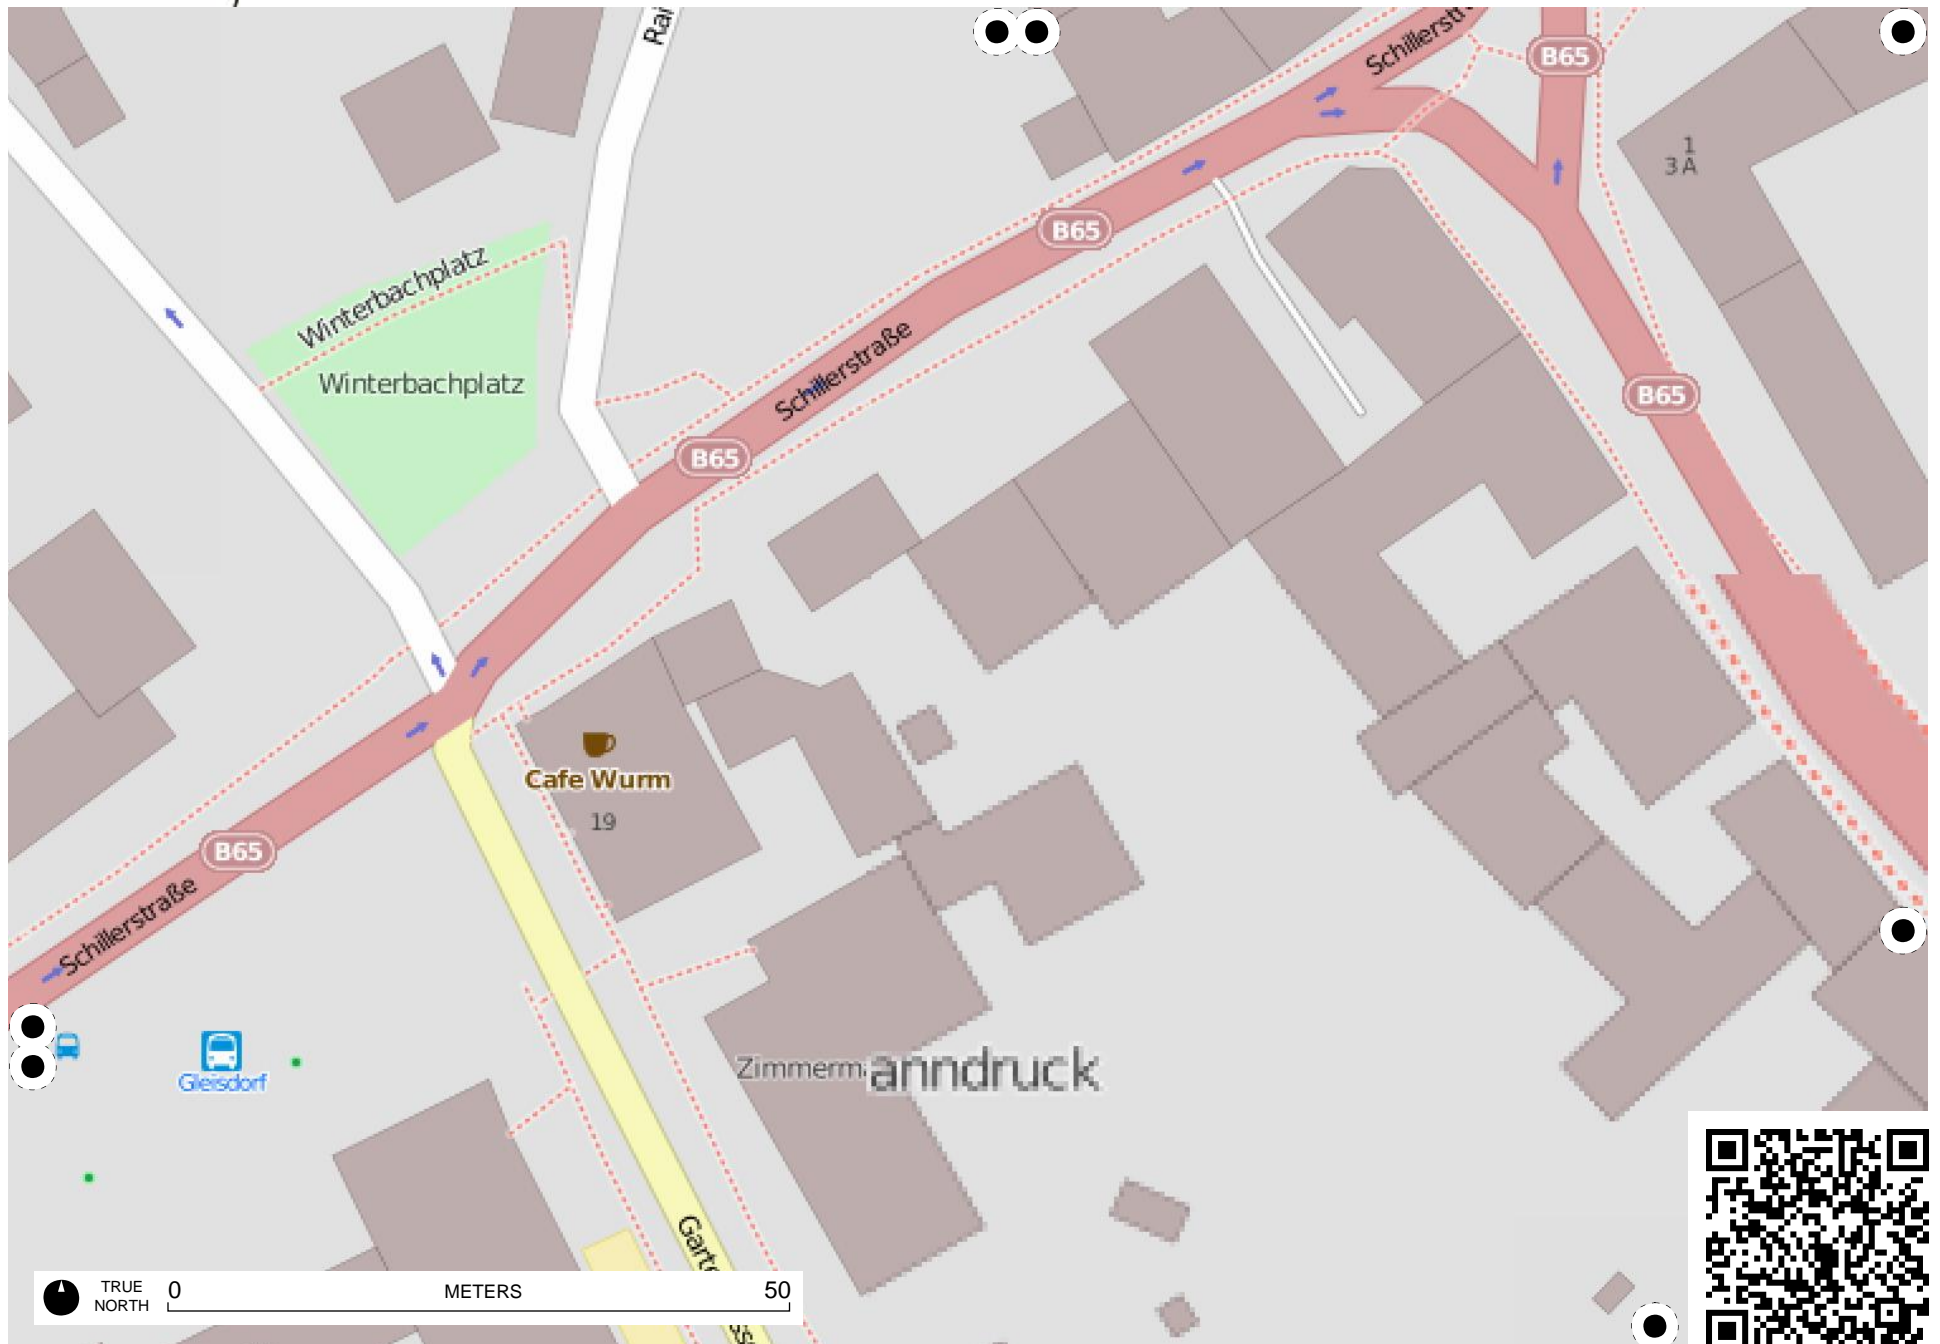 Schillerstr
B65
1
3 A
B65
Winterbachplatz
Winterbachplatz
Schillerstraße
B65
B65
Cafe Wurm
19
B65
Schillerstraße
Gleisdorf
Zimmermanndruck
TRUE NORTH
0 METERS 50